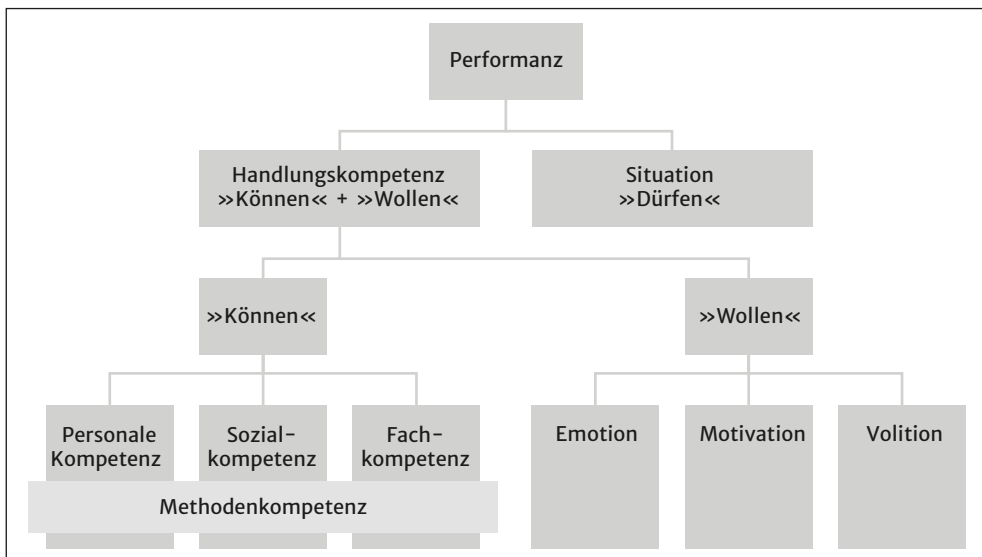 Performanz
Handlungskompetenz
»Können« + »Wollen«
Situation
»Dürfen«
»Können«
»Wollen«
Personale
Kompetenz
Sozial-
kompetenz
Fach-
kompetenz
Emotion
Motivation
Volition
Methodenkompetenz